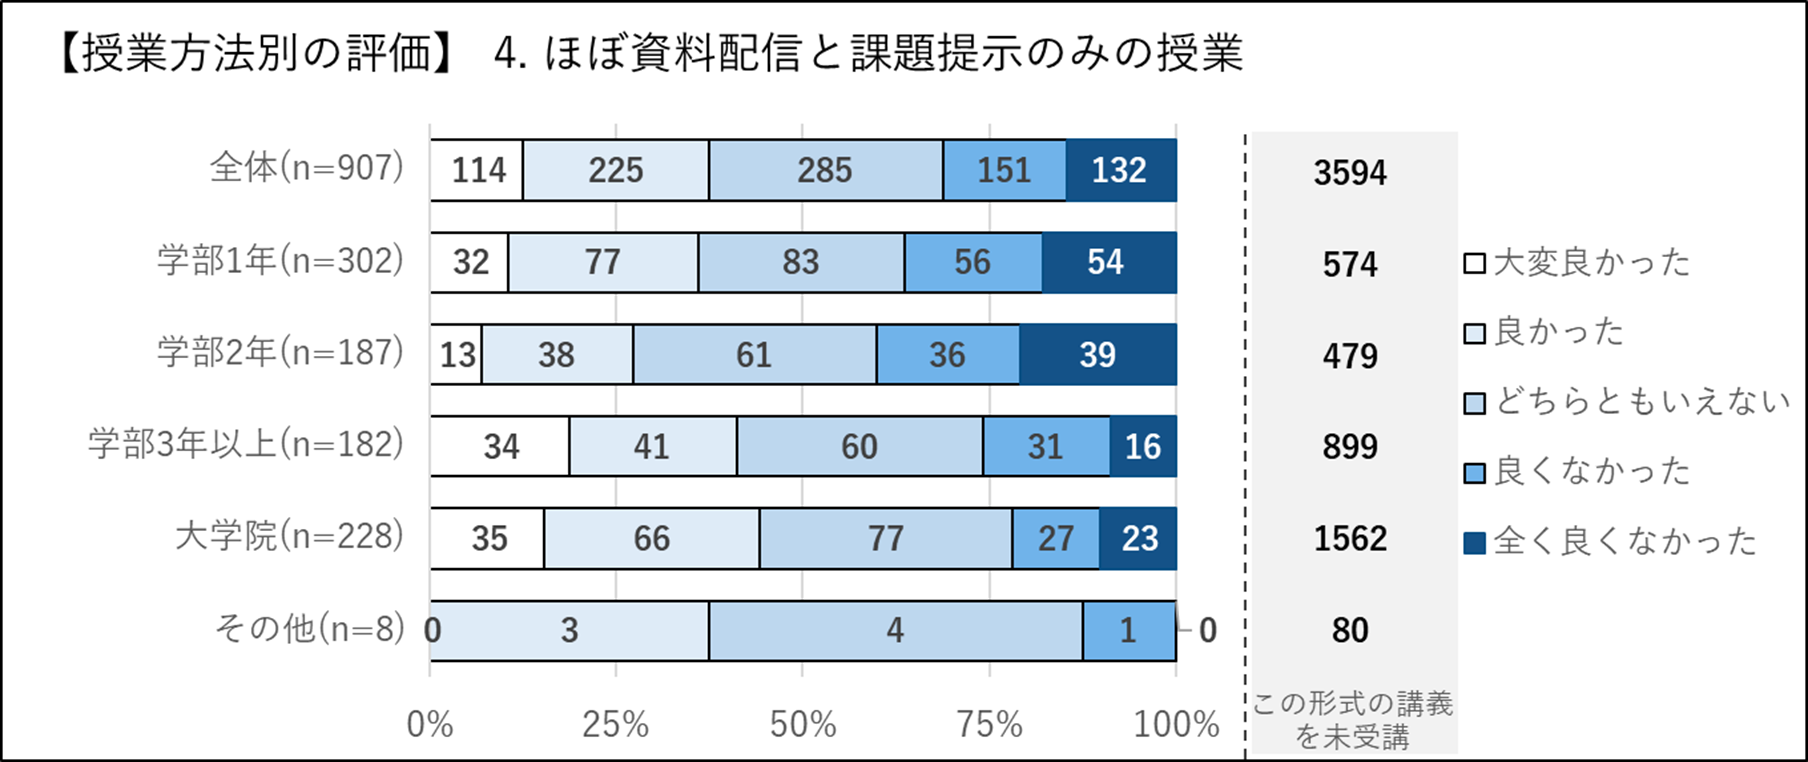 【授業方法別の評価】 4. ほぼ資料配信と課題提示のみの授業
全体(n=907) 114 225 285 151 132 3594
学部1年(n=302) 32 77 83 56 54 574
学部2年(n=187) 13 38 61 36 39 479
学部3年以上(n=182) 34 41 60 31 16 899
大学院(n=228) 35 66 77 27 23 1562
その他(n=8) 0 3 4 1 0 80
0% 25% 50% 75% 100%
この形式の講義
を未受講
大変良かった
良かった
どちらともいえない
良くなかった
全く良くなかった